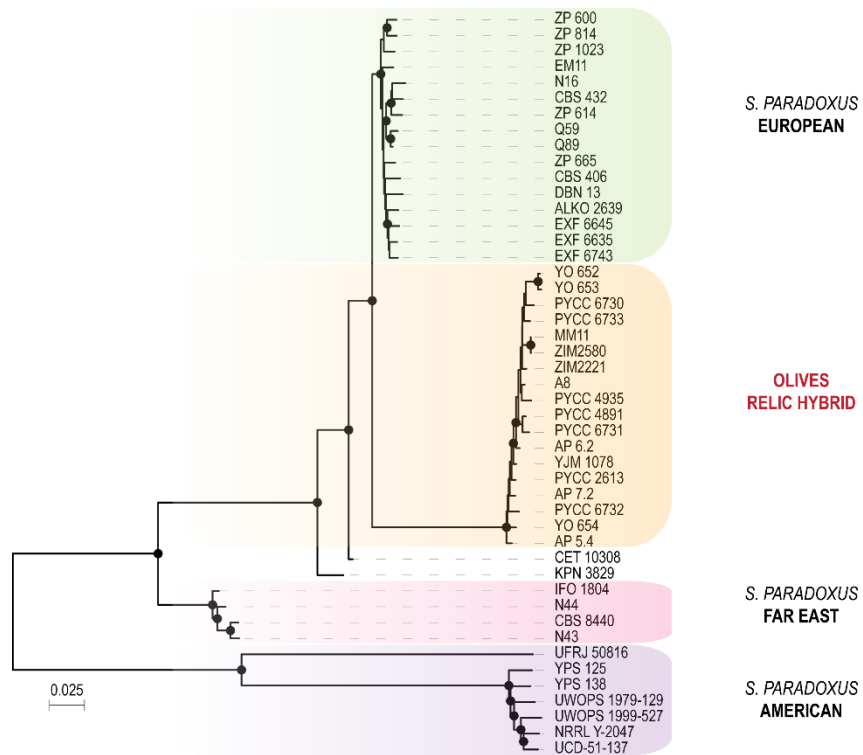 ZP 600
ZP 814
ZP 1023
EM11
N16
CBS 432
ZP 614
Q59
Q89
ZP 665
CBS 406
DBN 13
ALKO 2639
EXF 6645
EXF 6635
EXF 6743
S. PARADOXUS
EUROPEAN
YO 652
YO 653
PYCC 6730
PYCC 6733
MM11
ZIM2580
ZIM2221
A8
PYCC 4935
PYCC 4891
PYCC 6731
AP 6.2
YJM 1078
PYCC 2613
AP 7.2
PYCC 6732
YO 654
AP 5.4
OLIVES
RELIC HYBRID
CET 10308
KPN 3829
IFO 1804
N44
CBS 8440
N43
S. PARADOXUS
FAR EAST
UFRJ 50816
YPS 125
YPS 138
UWOPS 1979-129
UWOPS 1999-527
NRRL Y-2047
UCD-51-137
S. PARADOXUS
AMERICAN
0.025